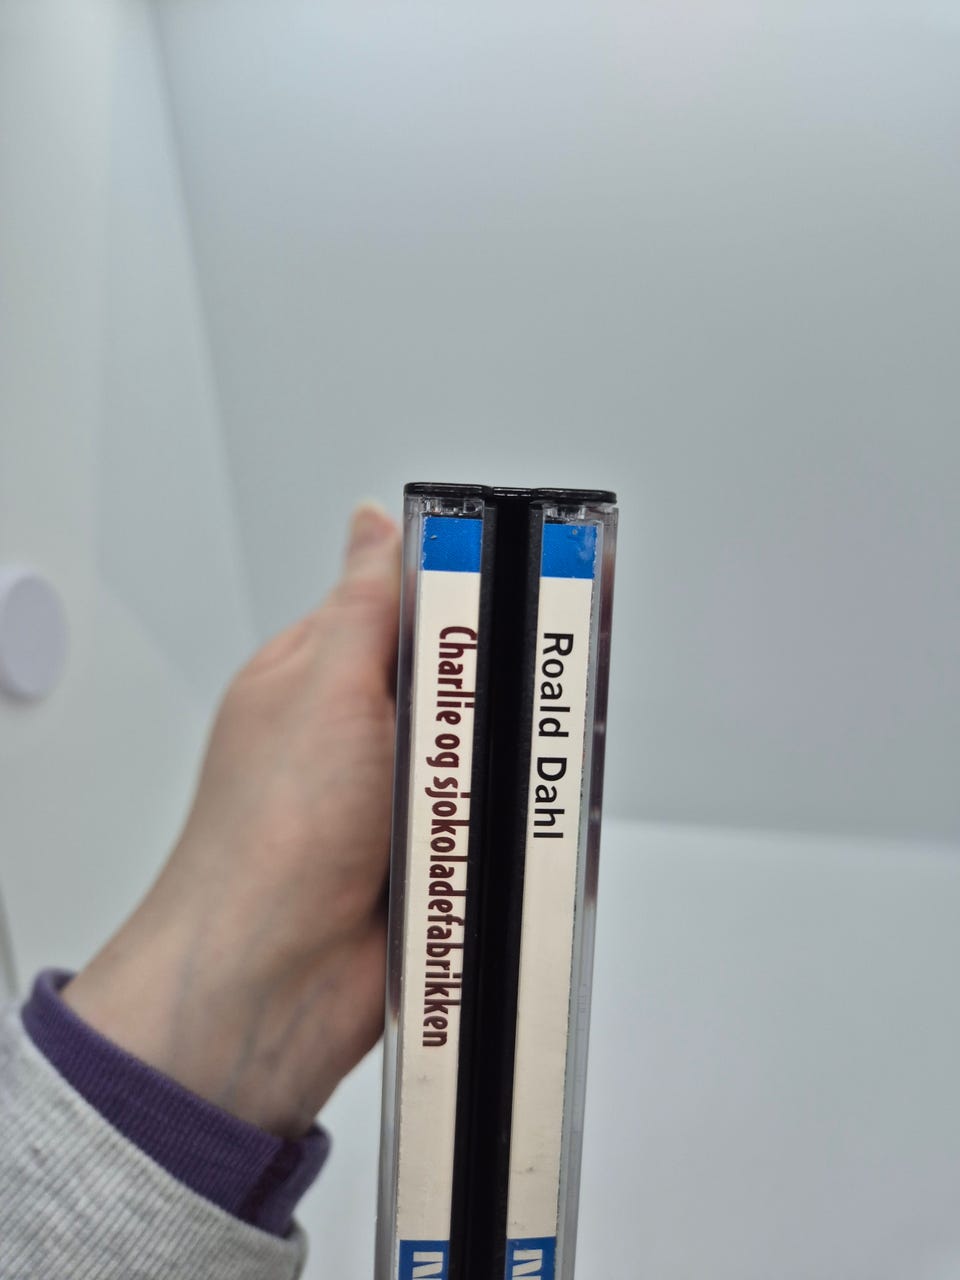 Roald Dahl
Charlie og sjokoladefabrikken